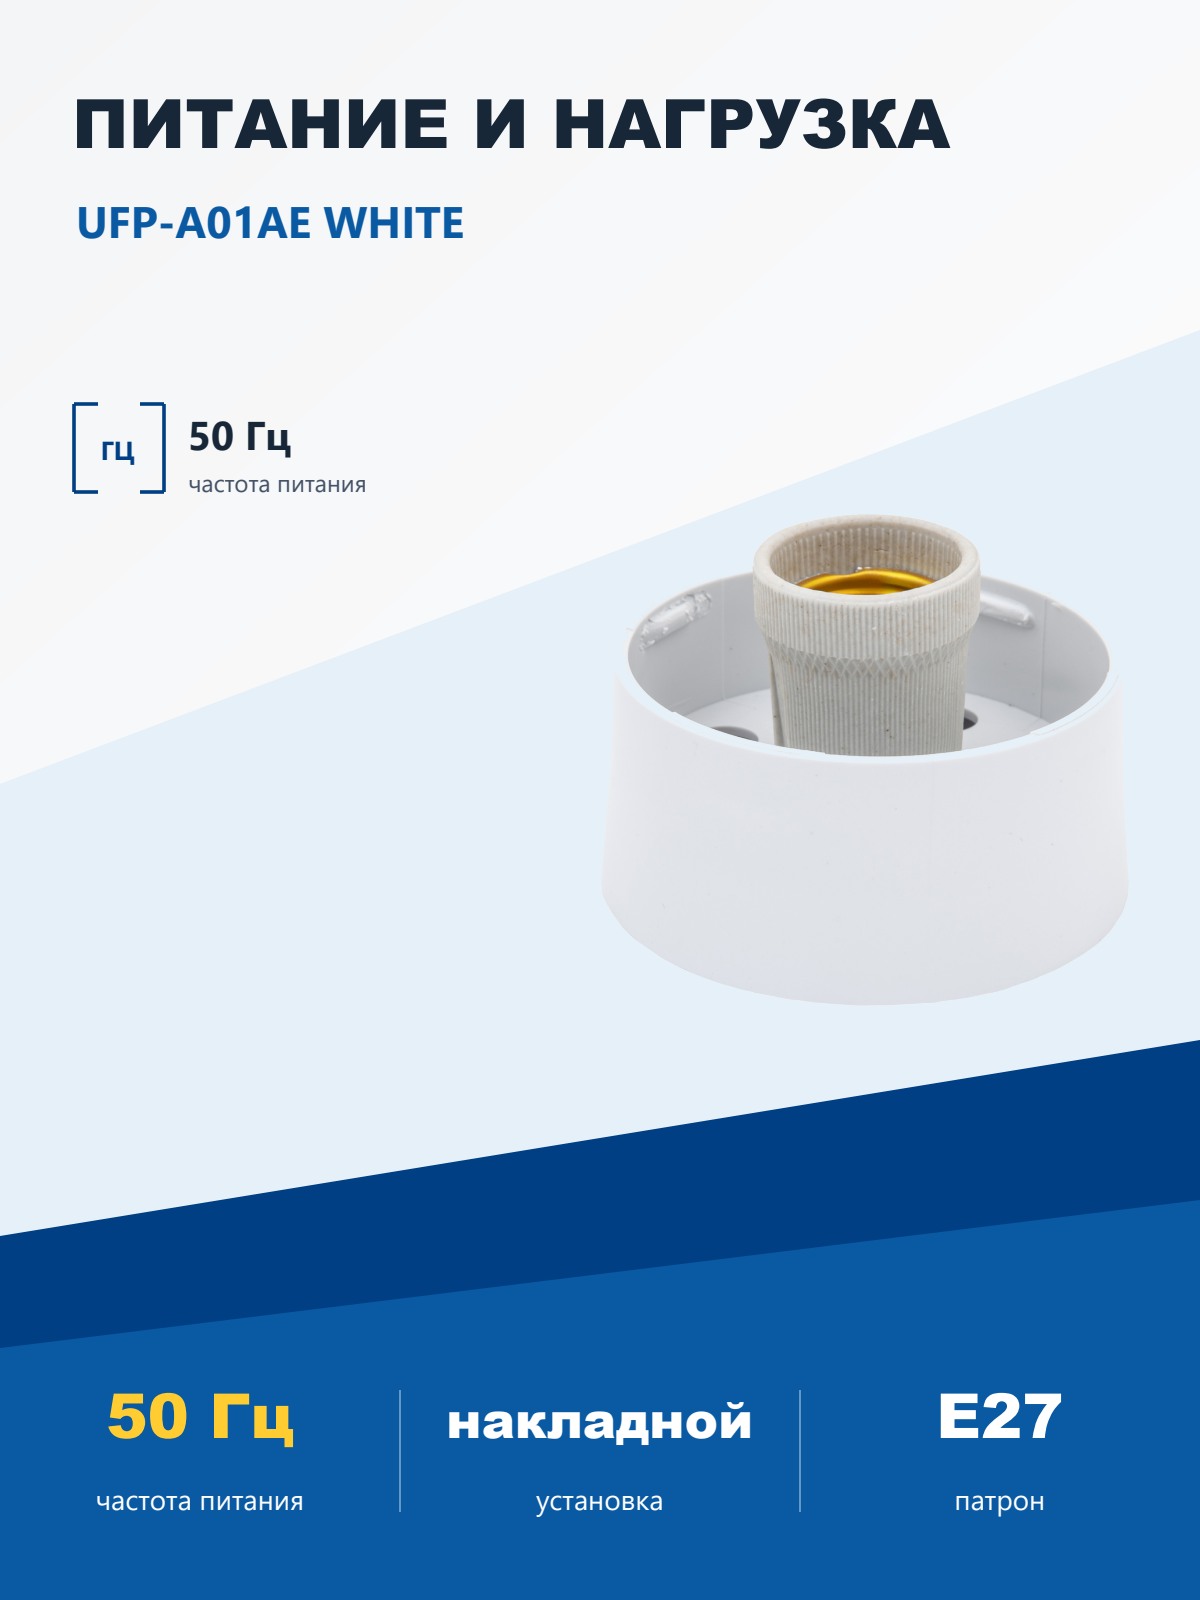 ПИТАНИЕ И НАГРУЗКА
UFP-A01AE WHITE
ГЦ
50 Гц
частота питания
50 Гц
накладной
E27
частота питания
установка
патрон